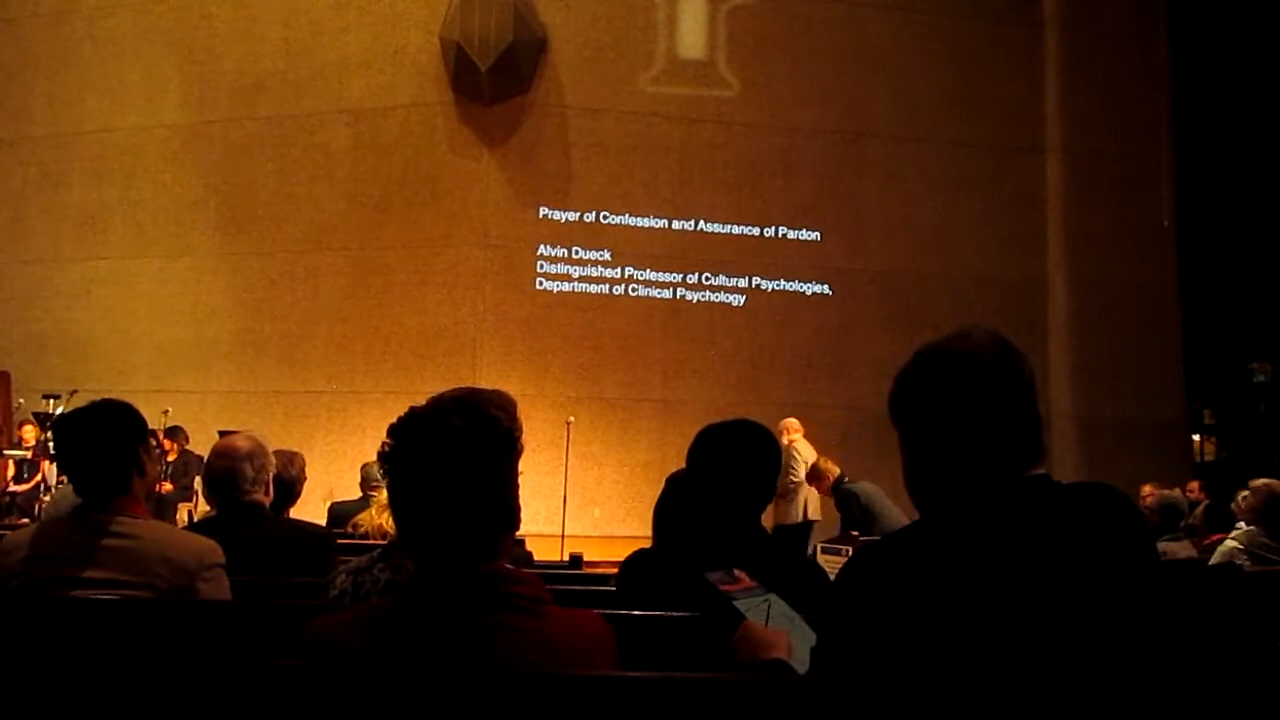 Prayer of Confession and Assurance of Pardon
Alvin Dueck
Distinguished Professor of Cultural Psychologies,
Department of Clinical Psychology